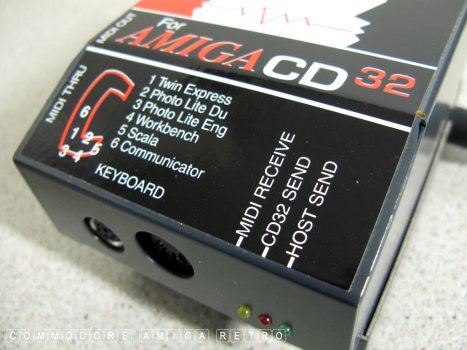 MIDI OUT
For
AMIGA CD 32
MIDI THRU
1 Twin Express
2 Photo Lite Du
3 Photo Lite Eng
4 Workbench
5 Scala
6 Communicator
6
1 2
3 4 5
KEYBOARD
MIDI RECEIVE
CD32 SEND
HOST SEND
COMMODORE AMIGA RETRO